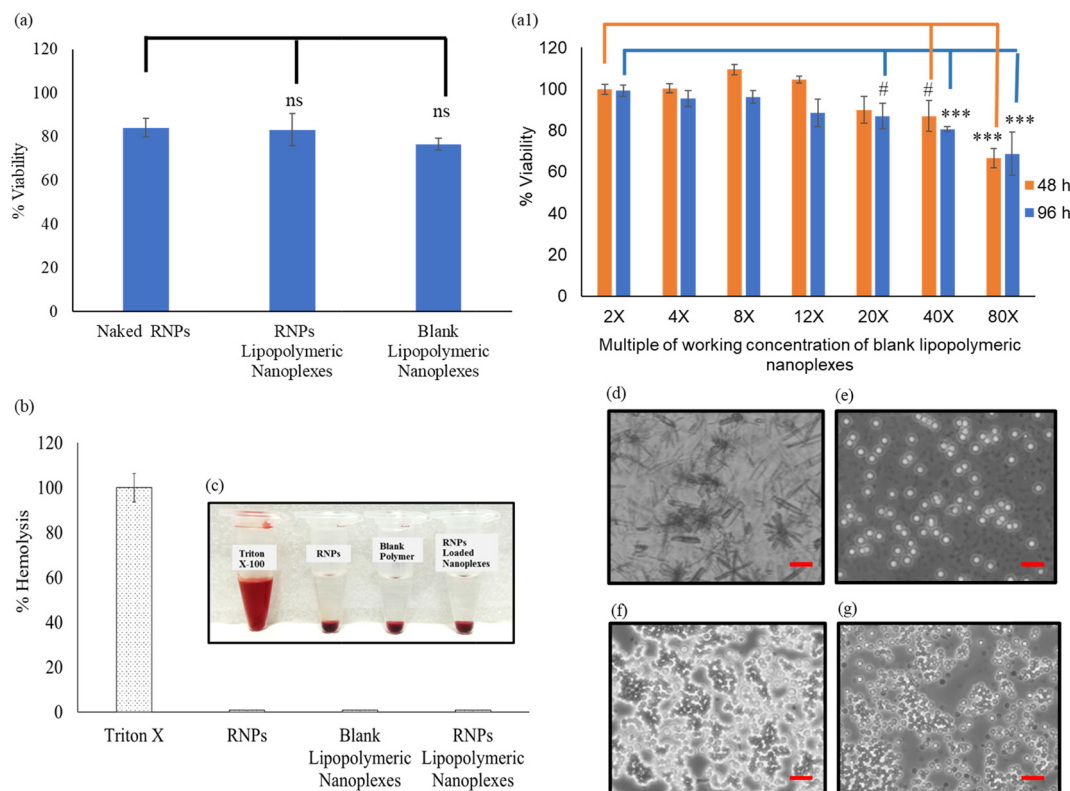 (a)
120
100
80
60
40
20
0
% Viability
ns
ns
Naked RNPs
RNPs
Lipopolymeric
Nanoplexes
Blank
Lipopolymeric
Nanoplexes
(a1)
120
100
80
60
40
20
0
% Viability
#
#
***
***
***
48 h
96 h
2X 4X 8X 12X 20X 40X 80X
Multiple of working concentration of blank lipopolymeric
nanoplexes
(b)
120
100
80
60
40
20
0
% Hemolysis
(c)
Triton
X-100
RNPs
Blank
Polymer
RNPs
Loaded
Nanoplexes
Triton X
RNPs
Blank
Lipopolymeric
Nanoplexes
RNPs
Lipopolymeric
Nanoplexes
(d)
(e)
(f)
(g)